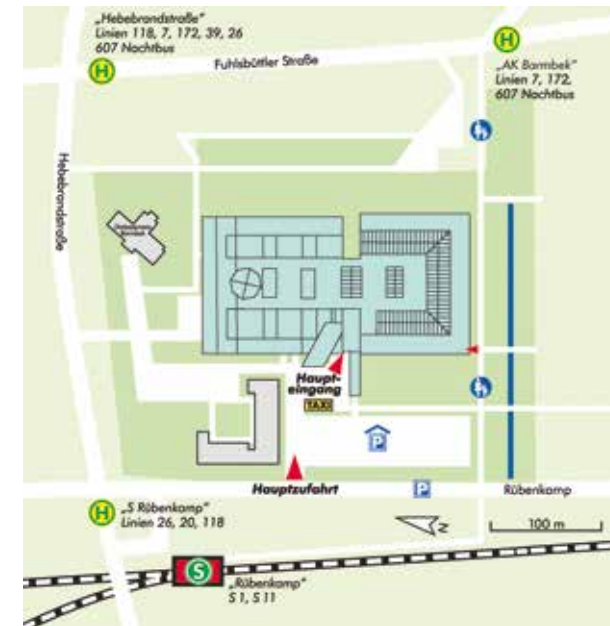 „Hebebrandstraße“
Linien 118, 7, 172, 39, 26
607 Nachtbus
H
H
Fuhlsbüttler Straße
„AK Barmbek“
Linien 7, 172,
607 Nachtbus
Hebebrandstraße
Haupt-
eingang
TAXI
P
Hauptzufahrt
P
Rübenkamp
H
„S Rübenkamp“
Linien 26, 20, 118
N
100 m
S
„Rübenkamp“
S 1, S 11